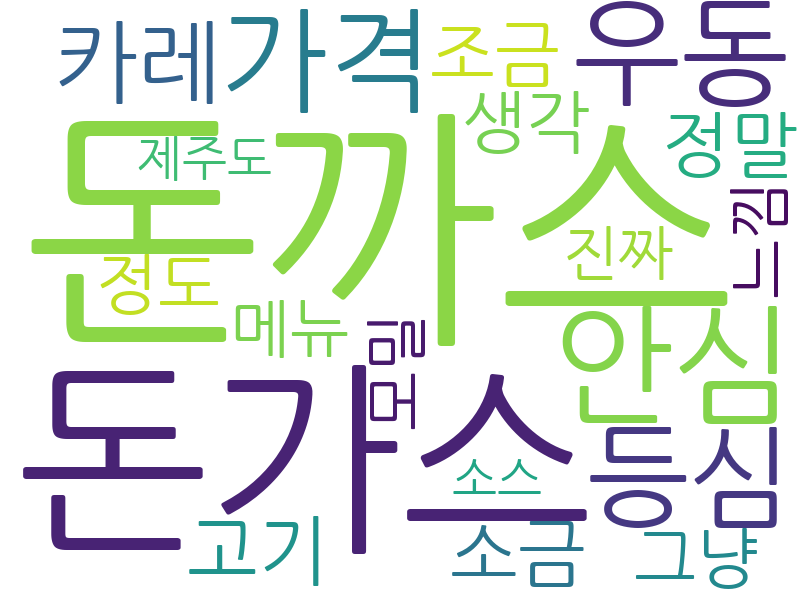 카레
가격
조금
우동
돈까스
생각
정말
제주도
느낌
진짜
정도
메뉴
모밀
안심
돈가스
등심
소스
고기
소금
그냥